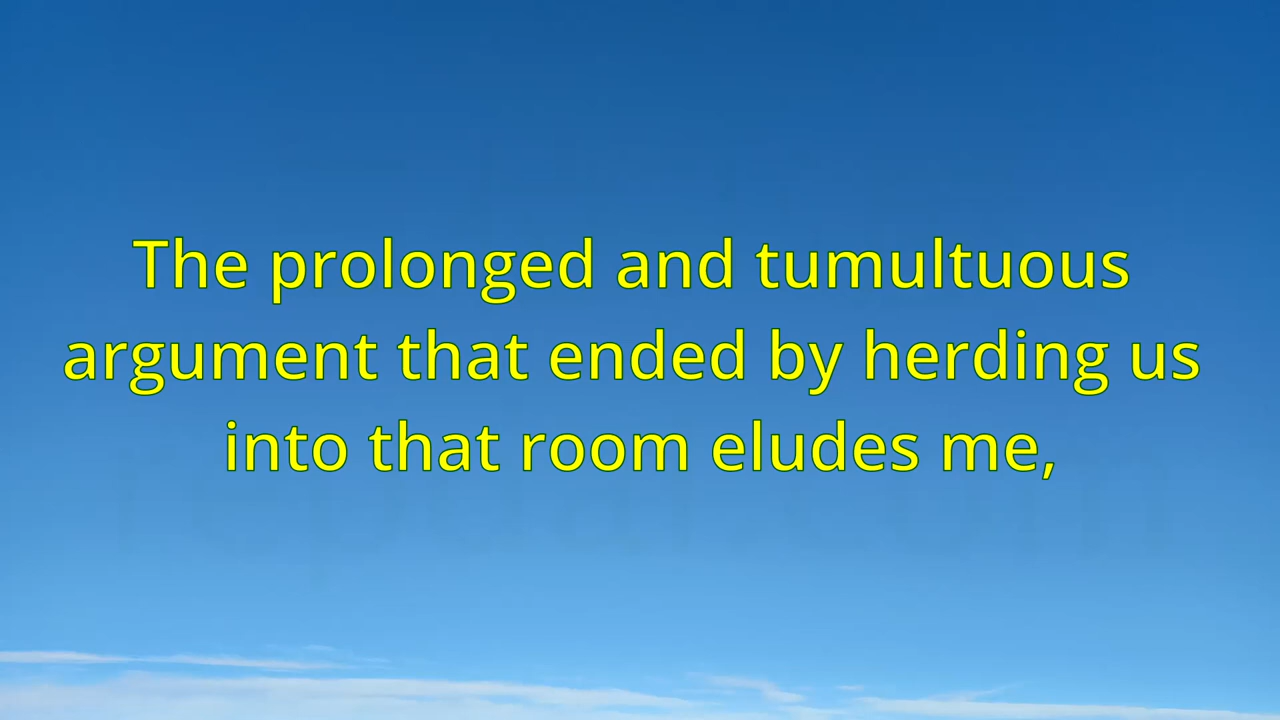 The prolonged and tumultuous
argument that ended by herding us
into that room eludes me,